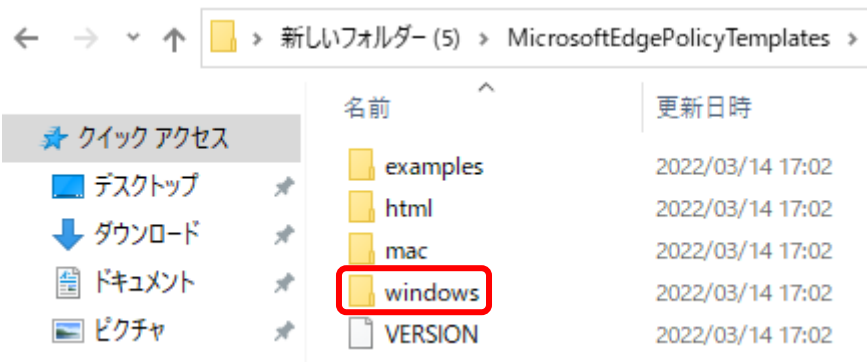 新しいフォルダー (5) › MicrosoftEdgePolicyTemplates ›
名前 更新日時
クイック アクセス
デスクトップ
ダウンロード
ドキュメント
ピクチャ
examples 2022/03/14 17:02
html 2022/03/14 17:02
mac 2022/03/14 17:02
windows 2022/03/14 17:02
VERSION 2022/03/14 17:02